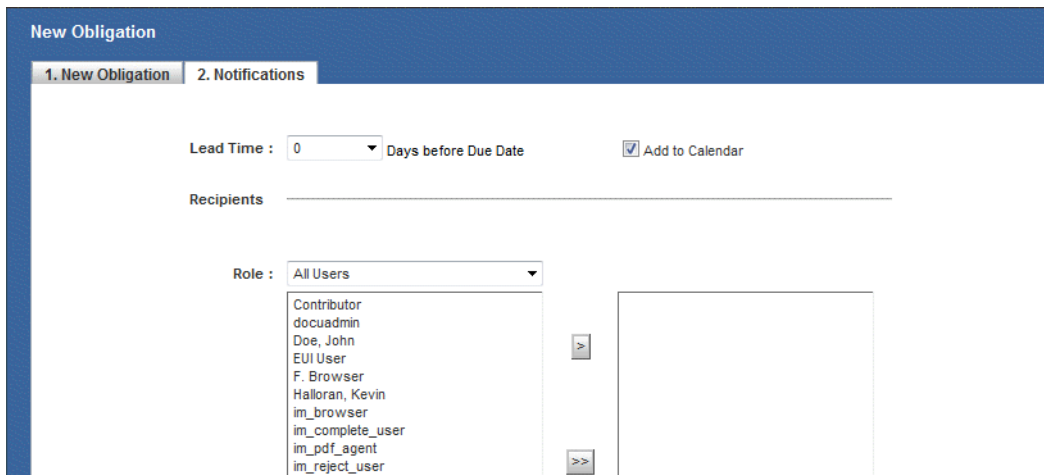 New Obligation
1. New Obligation 2. Notifications
Lead Time : 0 Days before Due Date Add to Calendar
Recipients
Role : All Users
Contributor
docuadmin
Doe, John
>
EUI User
F. Browser
Halloran, Kevin
im_browser
im_complete_user
im_pdf_agent
>>
im_reject_user